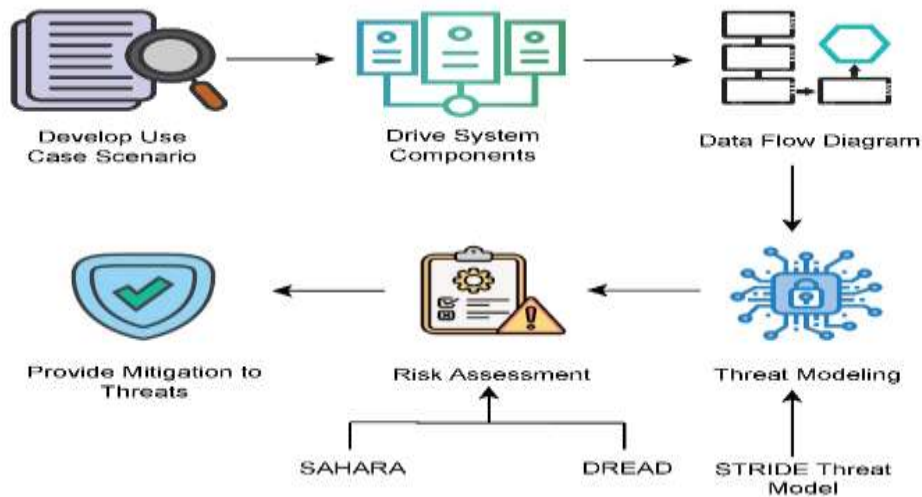 Develop Use
Case Scenario
Drive System
Components
Data Flow Diagram
Provide Mitigation to
Threats
Risk Assessment
Threat Modeling
SAHARA
DREAD
STRIDE Threat
Model